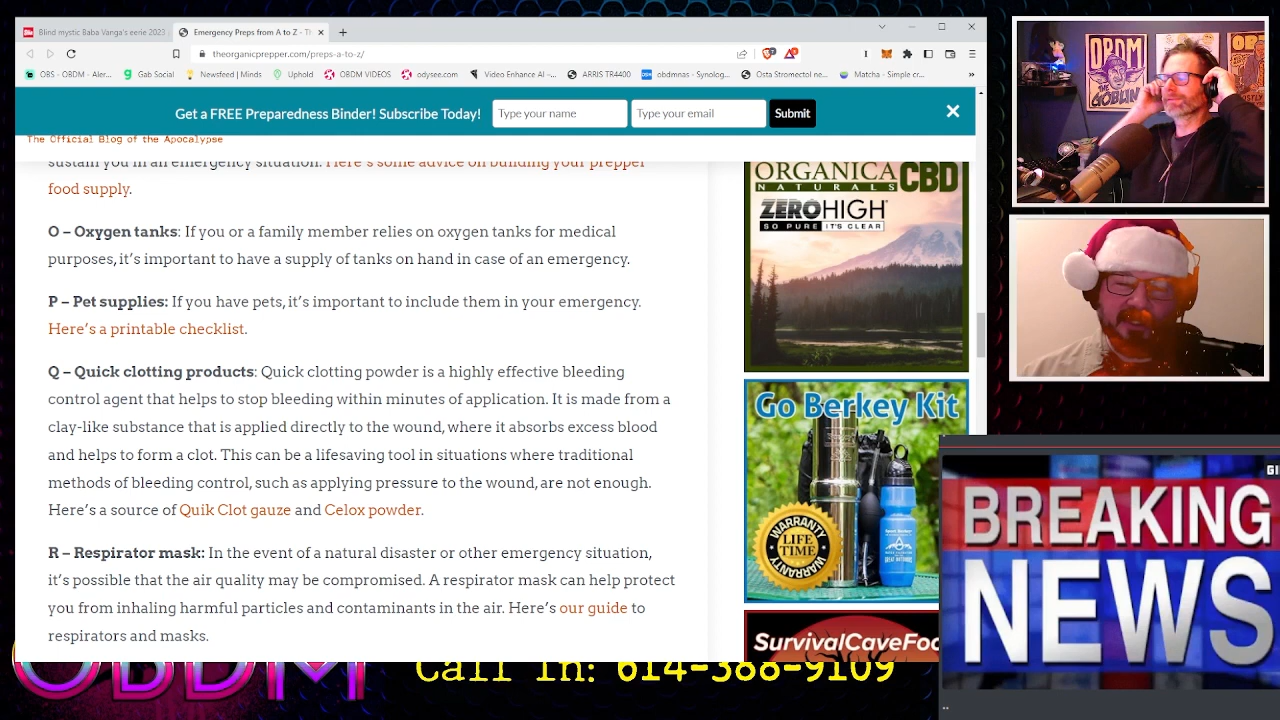 Blind mystic Baba Vanga's eerie 2023
Emergency Preps from A to Z - Th
theorganicprepper.com/preps-a-to-z/
OBS - OBDM - Aler...
Gab Social
Newsfeed | Minds
Uphold
OBDM VIDEOS
odysee.com
Video Enhance AI -...
ARRIS TR4400
obdmnas - Synolog...
Osta Stromectol ne...
Matcha - Simple cr...
»
Get a FREE Preparedness Binder! Subscribe Today!
Type your name
Type your email
Submit
The Official Blog of the Apocalypse
sustain you in an emergency situation. Here's some advice on building your prepper
food supply.
O – Oxygen tanks: If you or a family member relies on oxygen tanks for medical
purposes, it's important to have a supply of tanks on hand in case of an emergency.
P – Pet supplies: If you have pets, it's important to include them in your emergency.
Here's a printable checklist.
Q – Quick clotting products: Quick clotting powder is a highly effective bleeding
control agent that helps to stop bleeding within minutes of application. It is made from a
clay-like substance that is applied directly to the wound, where it absorbs excess blood
and helps to form a clot. This can be a lifesaving tool in situations where traditional
methods of bleeding control, such as applying pressure to the wound, are not enough.
Here's a source of Quik Clot gauze and Celox powder.
R – Respirator mask: In the event of a natural disaster or other emergency situation,
it's possible that the air quality may be compromised. A respirator mask can help protect
you from inhaling harmful particles and contaminants in the air. Here's our guide to
respirators and masks.
ORGANICA
NATURALS CBD
ZEROHIGH
SO PURE IT'S CLEAR
Go Berkey Kit
WARRANTY
LIFE
TIME
WARRANTY
SurvivalCaveFoo
OBDM
THE
GOBLIN
OBDM
BREAKING
NEWS
GI
OBDM
Call In: 614-388-9109